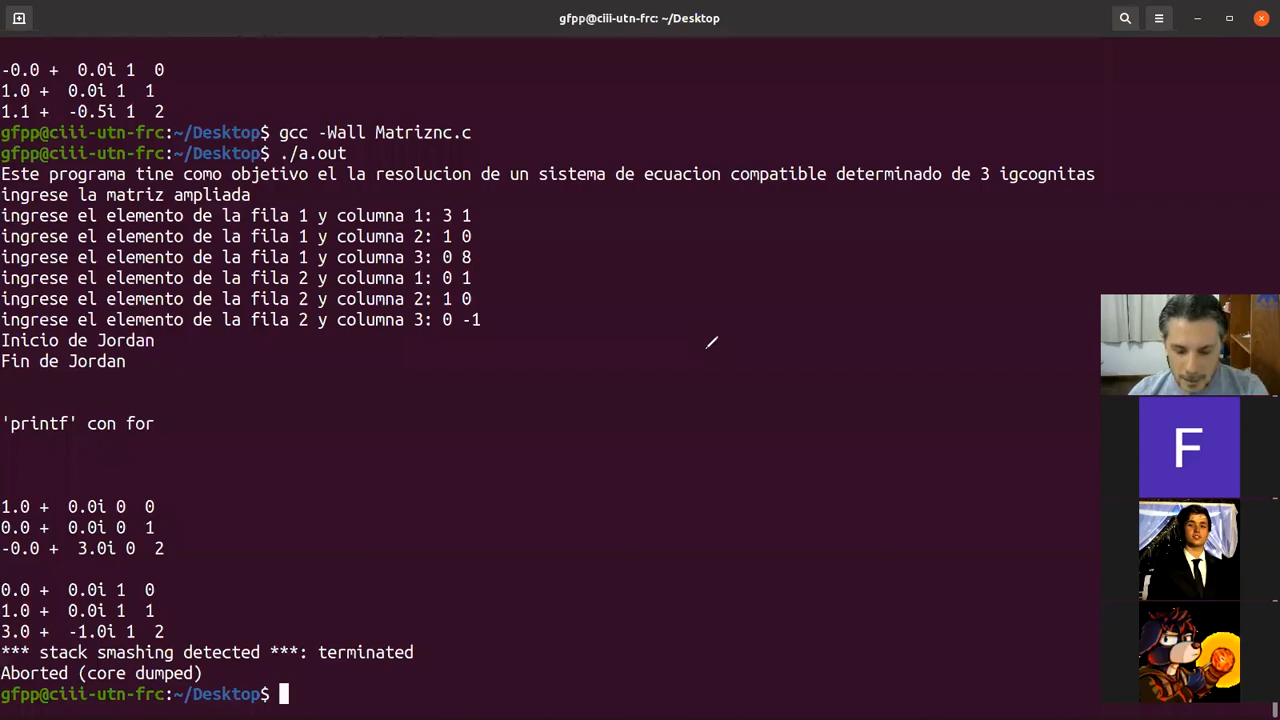 gfpp@ciii-utn-frc: ~/Desktop
-0.0 +  0.0i 1  0
1.0 +  0.0i 1  1
1.1 +  -0.5i 1  2
gfpp@ciii-utn-frc:~/Desktop$ gcc -Wall Matriznc.c
gfpp@ciii-utn-frc:~/Desktop$ ./a.out
Este programa tine como objetivo el la resolucion de un sistema de ecuacion compatible determinado de 3 igcognitas
ingrese la matriz ampliada
ingrese el elemento de la fila 1 y columna 1: 3 1
ingrese el elemento de la fila 1 y columna 2: 1 0
ingrese el elemento de la fila 1 y columna 3: 0 8
ingrese el elemento de la fila 2 y columna 1: 0 1
ingrese el elemento de la fila 2 y columna 2: 1 0
ingrese el elemento de la fila 2 y columna 3: 0 -1
Inicio de Jordan
Fin de Jordan
'printf' con for
1.0 +  0.0i 0  0
0.0 +  0.0i 0  1
-0.0 +  3.0i 0  2
0.0 +  0.0i 1  0
1.0 +  0.0i 1  1
3.0 +  -1.0i 1  2
*** stack smashing detected ***: terminated
Aborted (core dumped)
gfpp@ciii-utn-frc:~/Desktop$
F